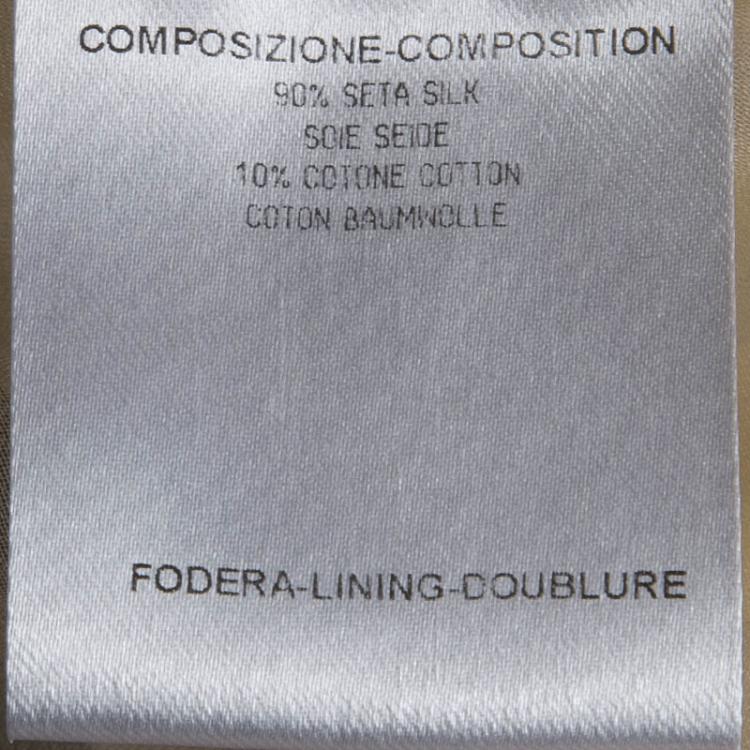 COMPOSIZIONE-COMPOSITION
90% SETA SILK
SOIE SEIDE
10% COTONE COTTON
COTON BAUMWOLLE
FODERA-LINING-DOUBLURE